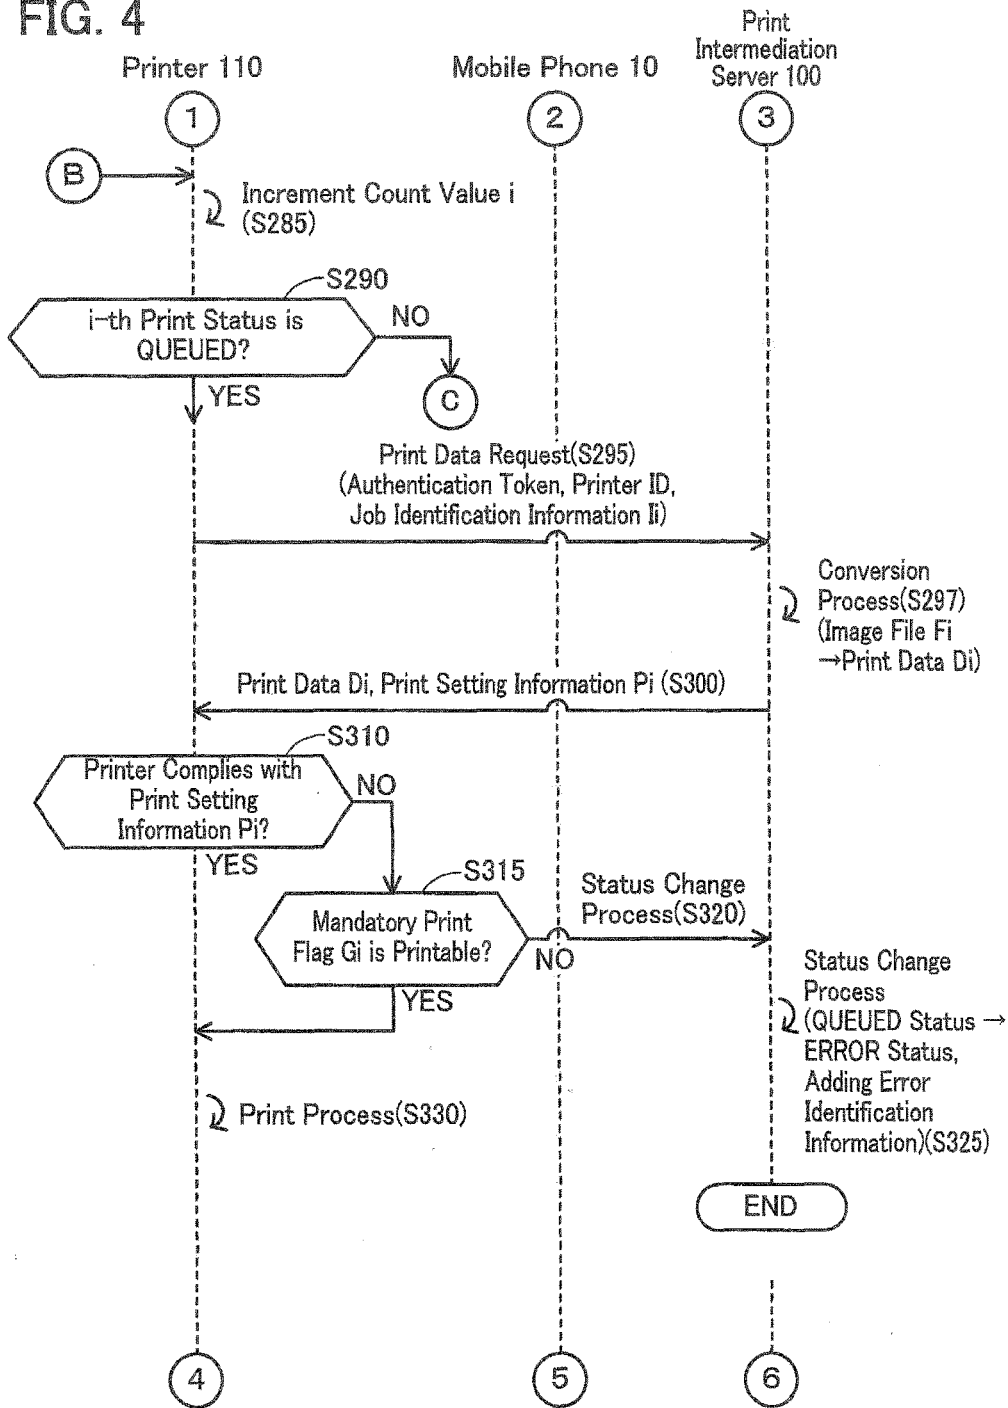 FIG. 4
Printer 110
Mobile Phone 10
Print
Intermediation
Server 100
1
2
3
B
Increment Count Value i
(S285)
S290
i-th Print Status is
QUEUED?
NO
YES
C
Print Data Request(S295)
(Authentication Token, Printer ID,
Job Identification Information Ii)
Conversion
Process(S297)
(Image File Fi
→Print Data Di)
Print Data Di, Print Setting Information Pi (S300)
S310
Printer Complies with
Print Setting
Information Pi?
NO
YES
S315
Mandatory Print
Flag Gi is Printable?
Status Change
Process(S320)
NO
YES
Status Change
Process
(QUEUED Status →
ERROR Status,
Adding Error
Identification
Information)(S325)
Print Process(S330)
END
4
5
6